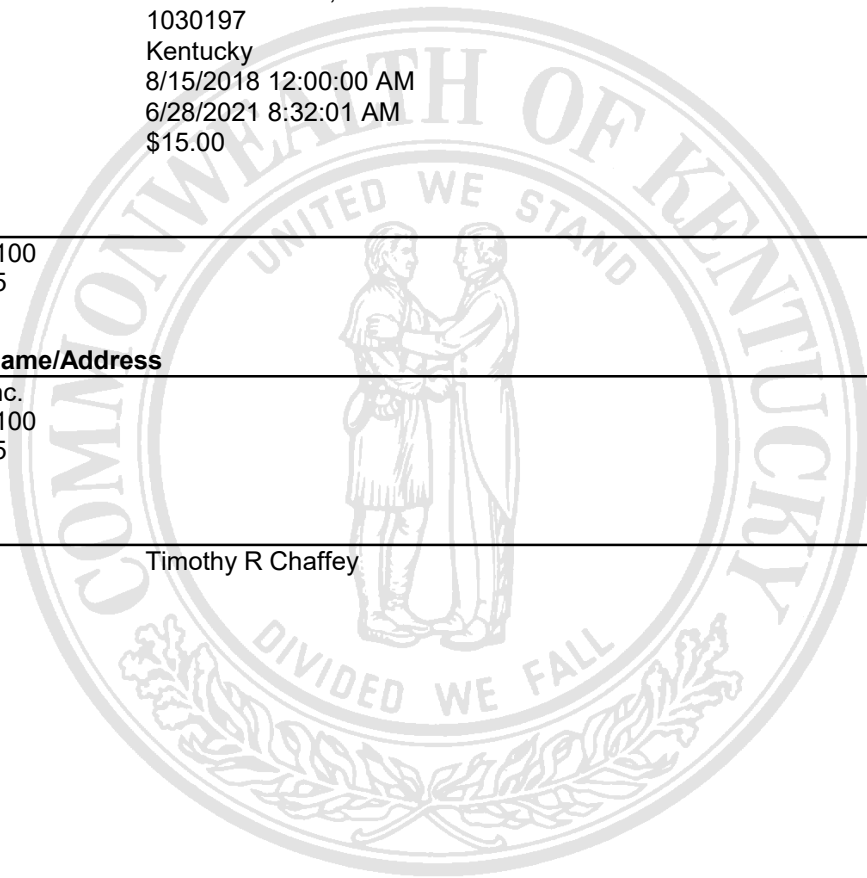 1030197
Kentucky
8/15/2018 12:00:00 AM
6/28/2021 8:32:01 AM
$15.00
COMMONWEALTH OF KENTUCKY
UNITED WE STAND
100
5
ame/Address
nc.
100
5
Timothy R Chaffey
DIVIDED WE FALL